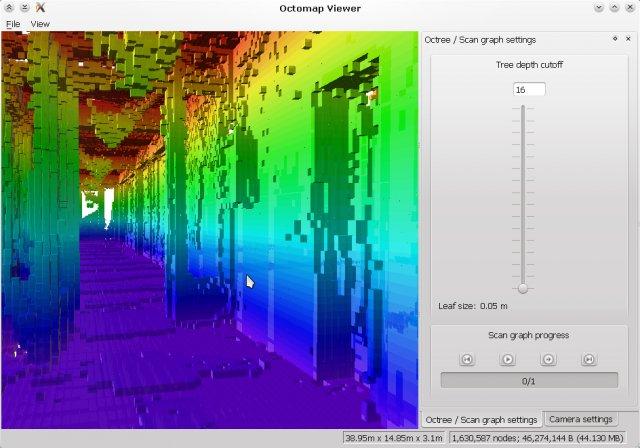 Octomap Viewer
File View
Octree / Scan graph settings
Tree depth cutoff
16
Leaf size: 0.05 m
Scan graph progress
0/1
Octree / Scan graph settings Camera settings
38.95m x 14.85m x 3.1m 1,630,587 nodes; 46,274,144 B (44.130 MB)